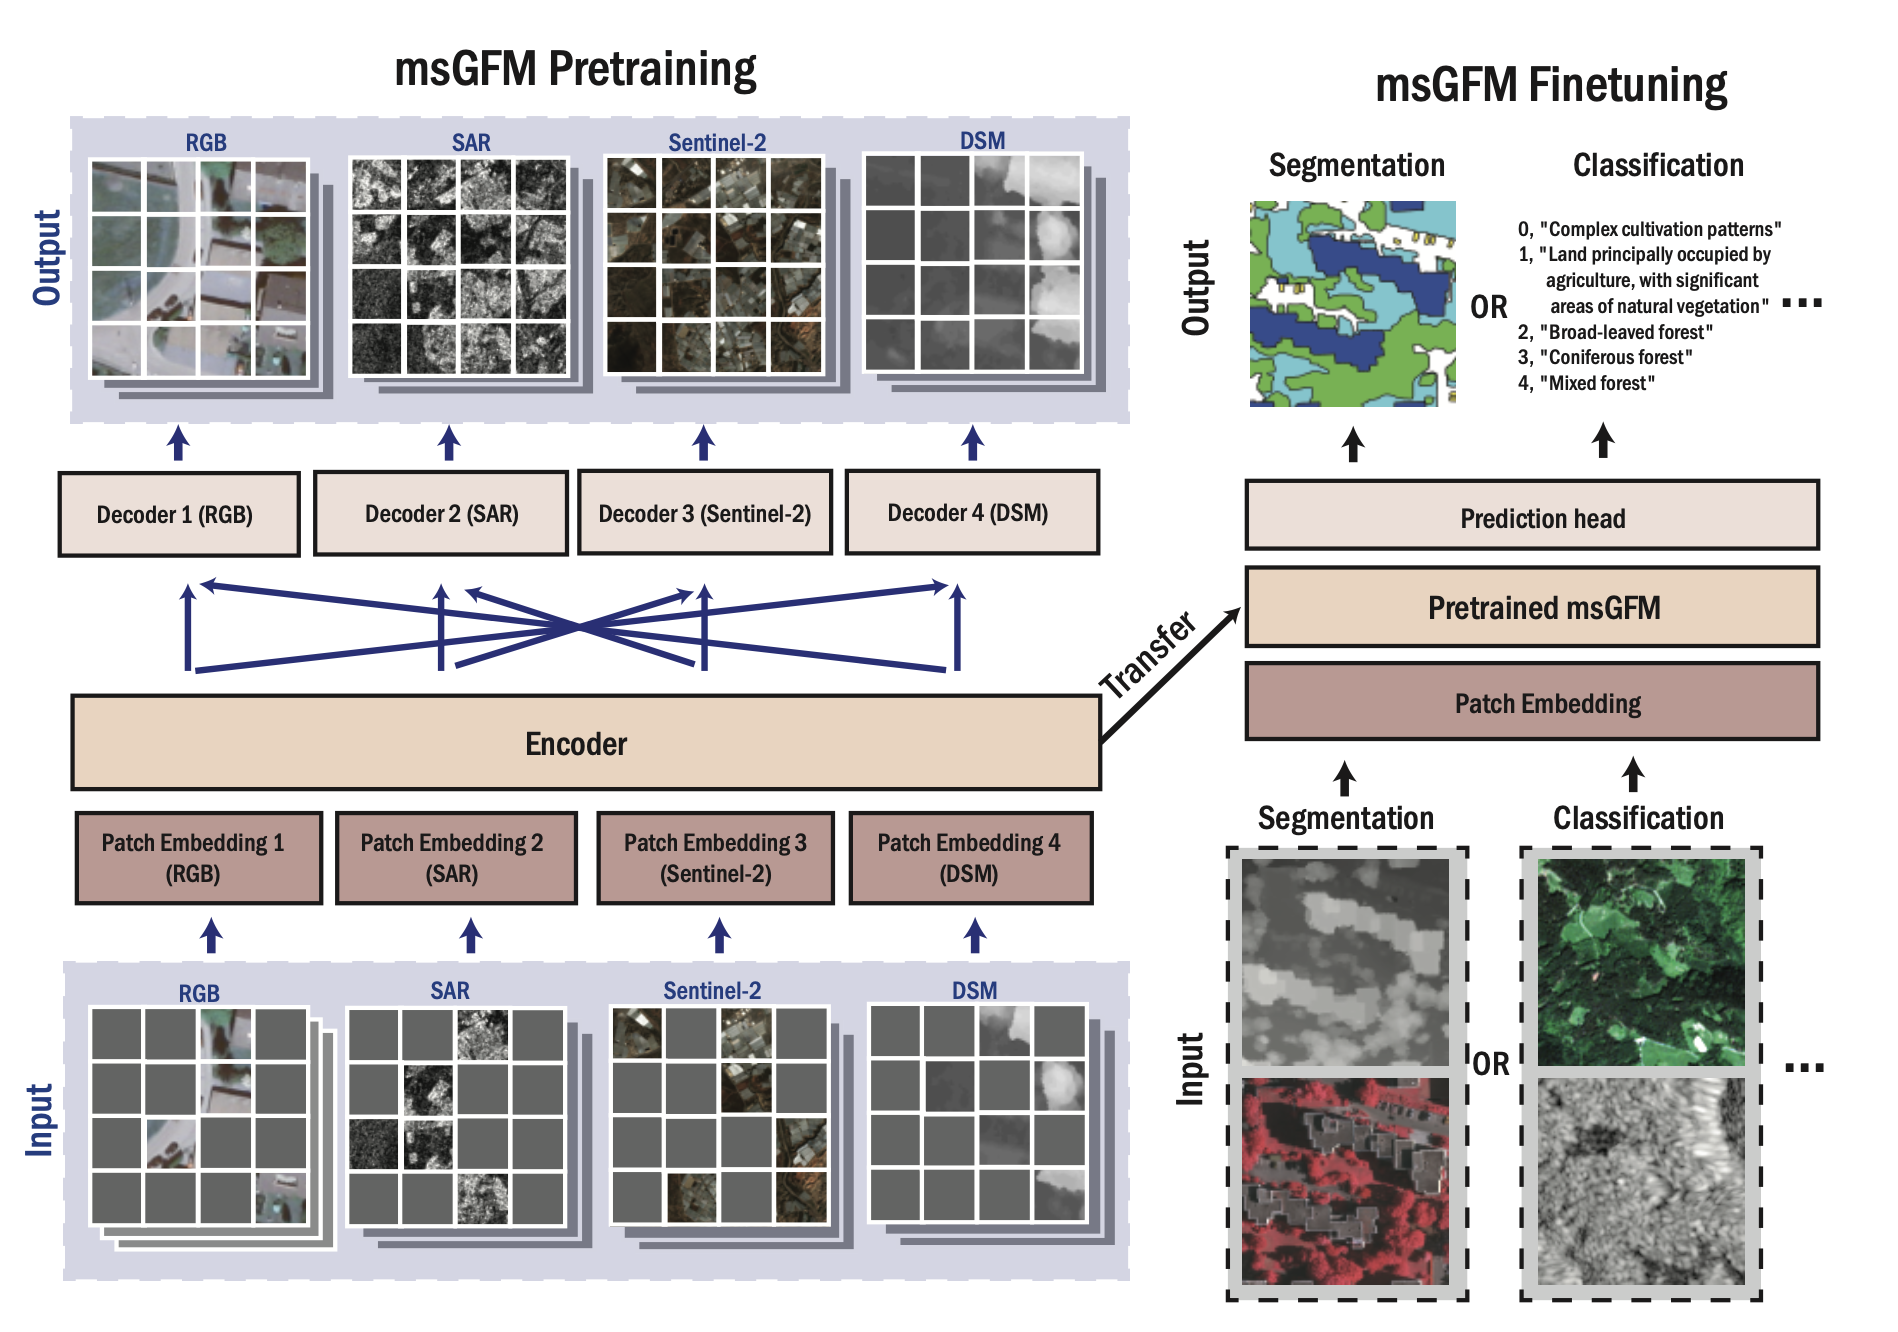 msGFM Pretraining
RGB
SAR
Sentinel-2
DSM
Output
Decoder 1 (RGB)
Decoder 2 (SAR)
Decoder 3 (Sentinel-2)
Decoder 4 (DSM)
Encoder
Transfer
Patch Embedding 1
(RGB)
Patch Embedding 2
(SAR)
Patch Embedding 3
(Sentinel-2)
Patch Embedding 4
(DSM)
RGB
SAR
Sentinel-2
DSM
Input
msGFM Finetuning
Segmentation
Classification
Output
OR
0, "Complex cultivation patterns"
1, "Land principally occupied by
agriculture, with significant
areas of natural vegetation"
...
2, "Broad-leaved forest"
3, "Coniferous forest"
4, "Mixed forest"
Prediction head
Pretrained msGFM
Patch Embedding
Segmentation
Classification
Input
OR
...